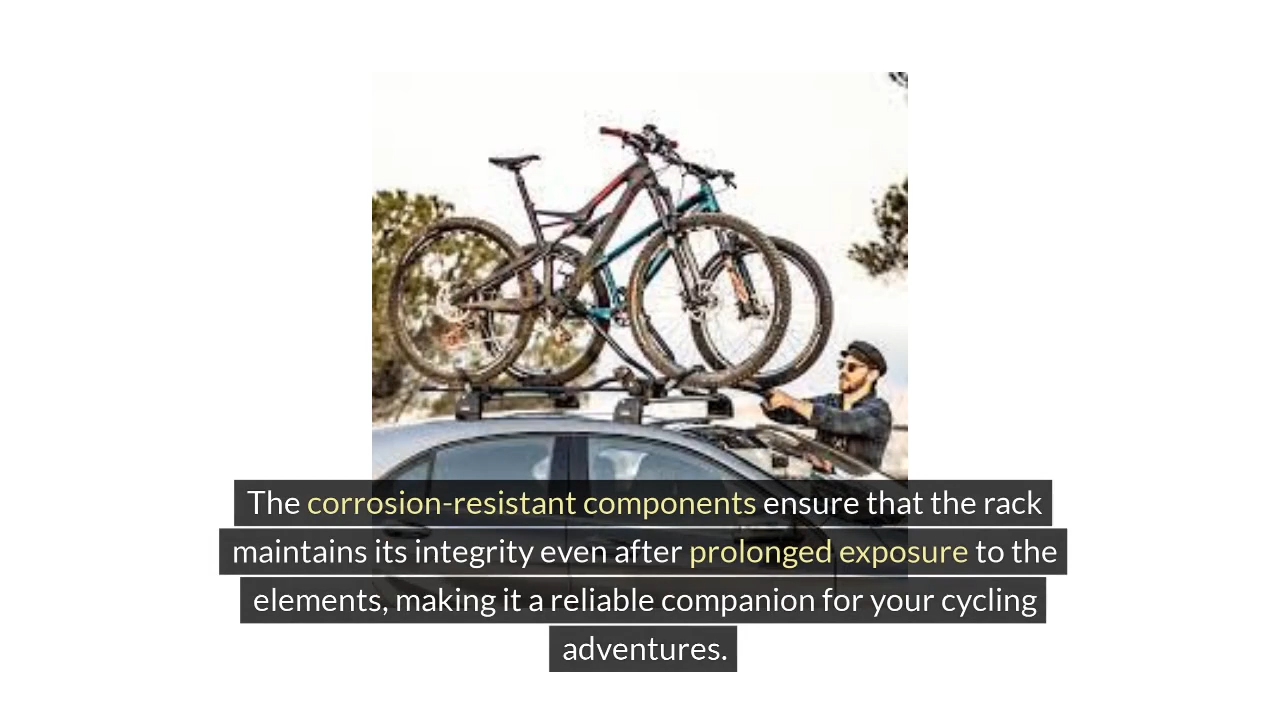 The corrosion-resistant components ensure that the rack
maintains its integrity even after prolonged exposure to the
elements, making it a reliable companion for your cycling
adventures.